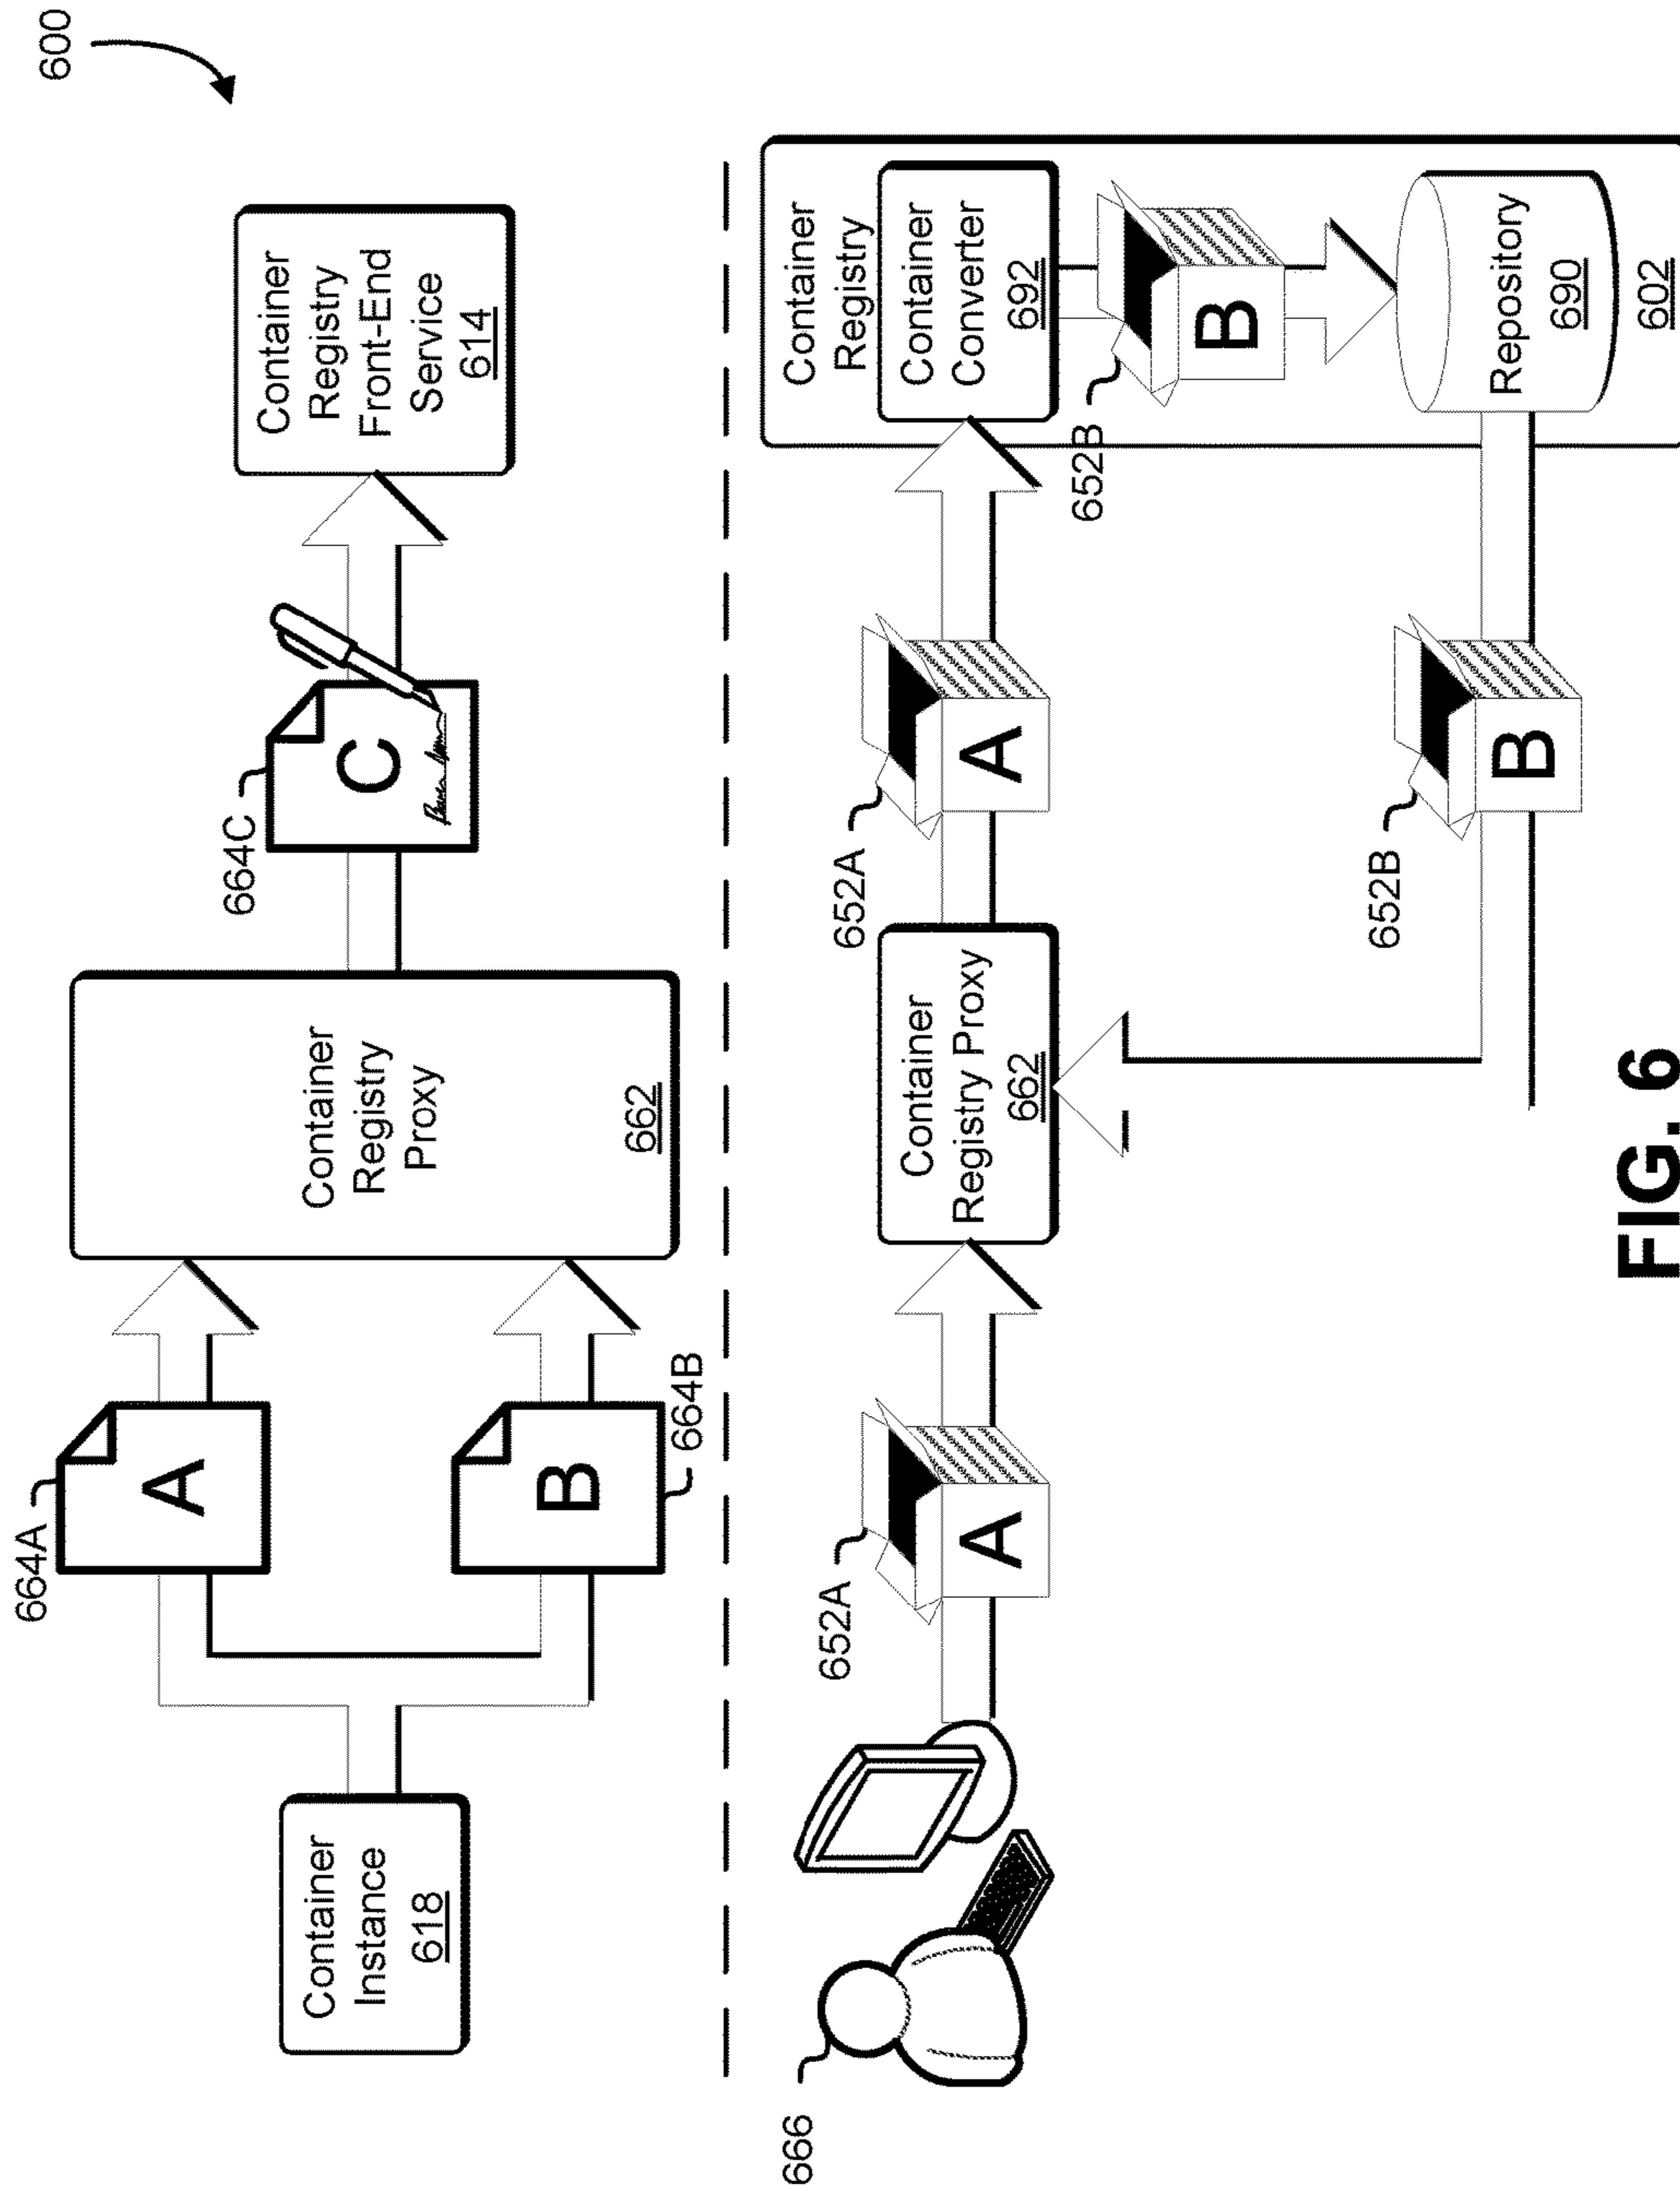 600
664A
A
B
664B
Container
Instance
618
Container
Registry
Proxy
662
664C
C
Container
Registry
Front-End
Service
614
666
652A
A
Container
Registry Proxy
662
652A
A
Container
Registry
Container
Converter
692
652B
B
Repository
690
602
652B
B
FIG. 6